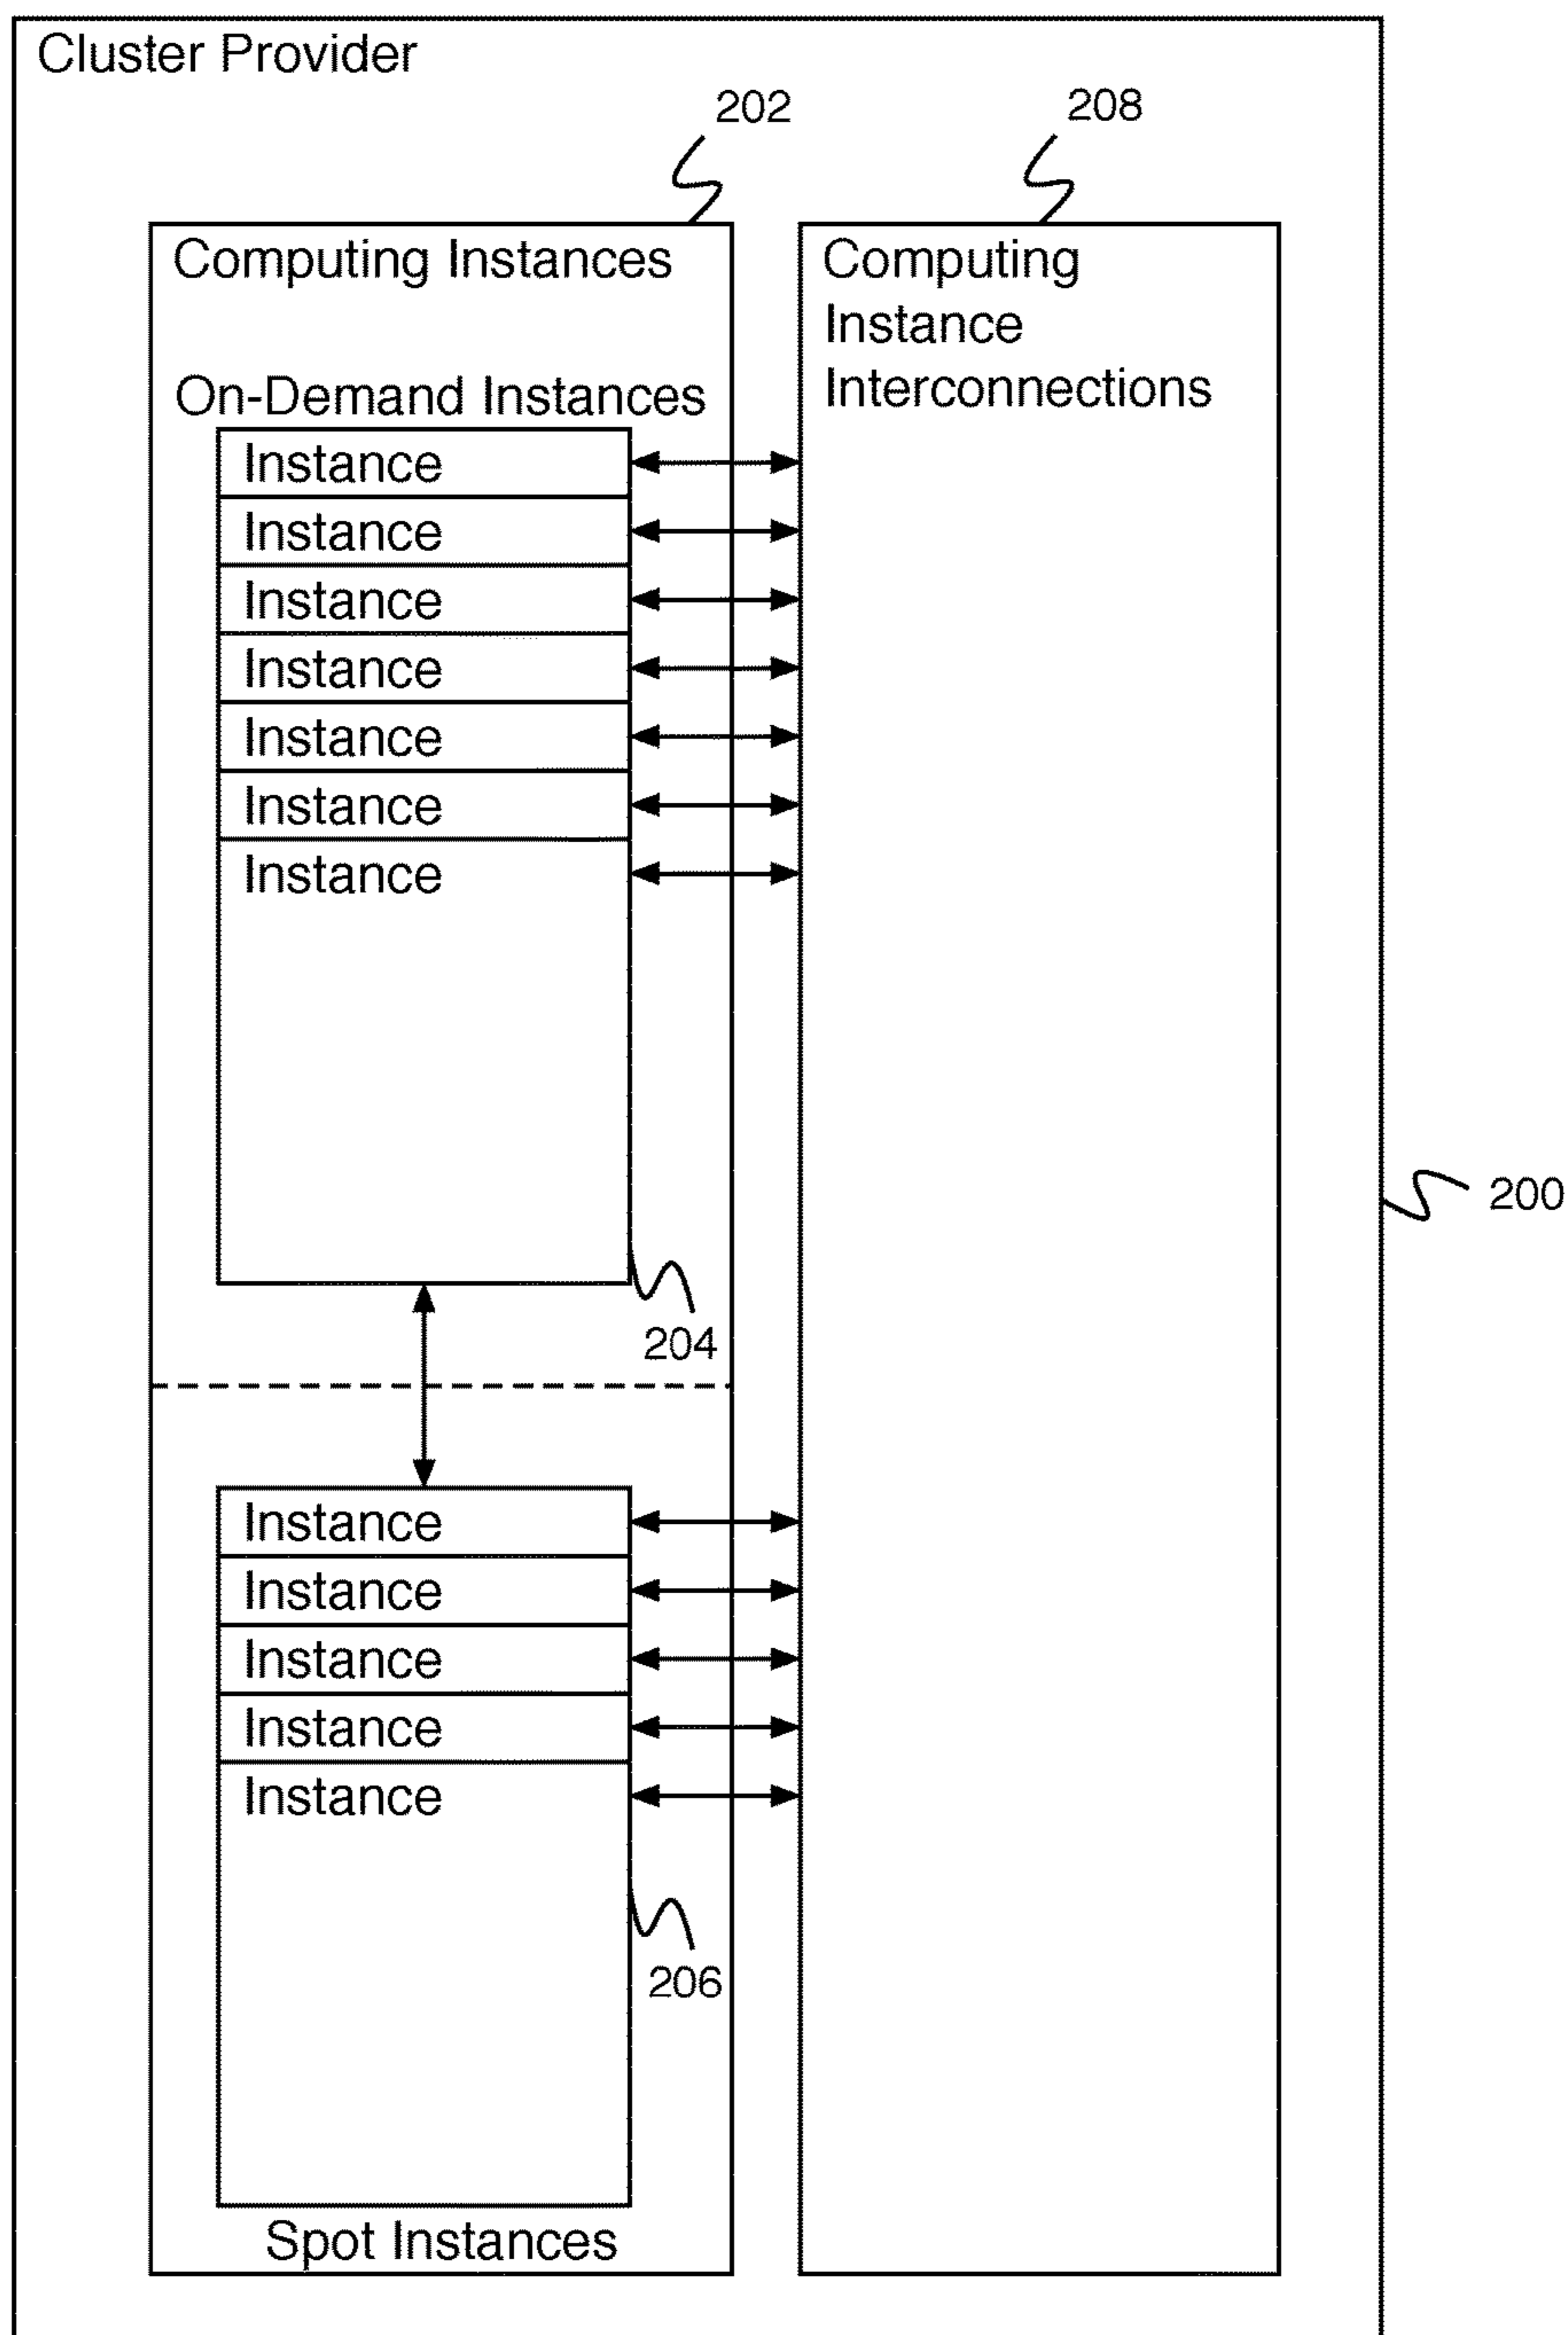 Cluster Provider
202
208
Computing Instances
Computing
Instance
Interconnections
On-Demand Instances
Instance
Instance
Instance
Instance
Instance
Instance
Instance
200
204
Instance
Instance
Instance
Instance
Instance
206
Spot Instances